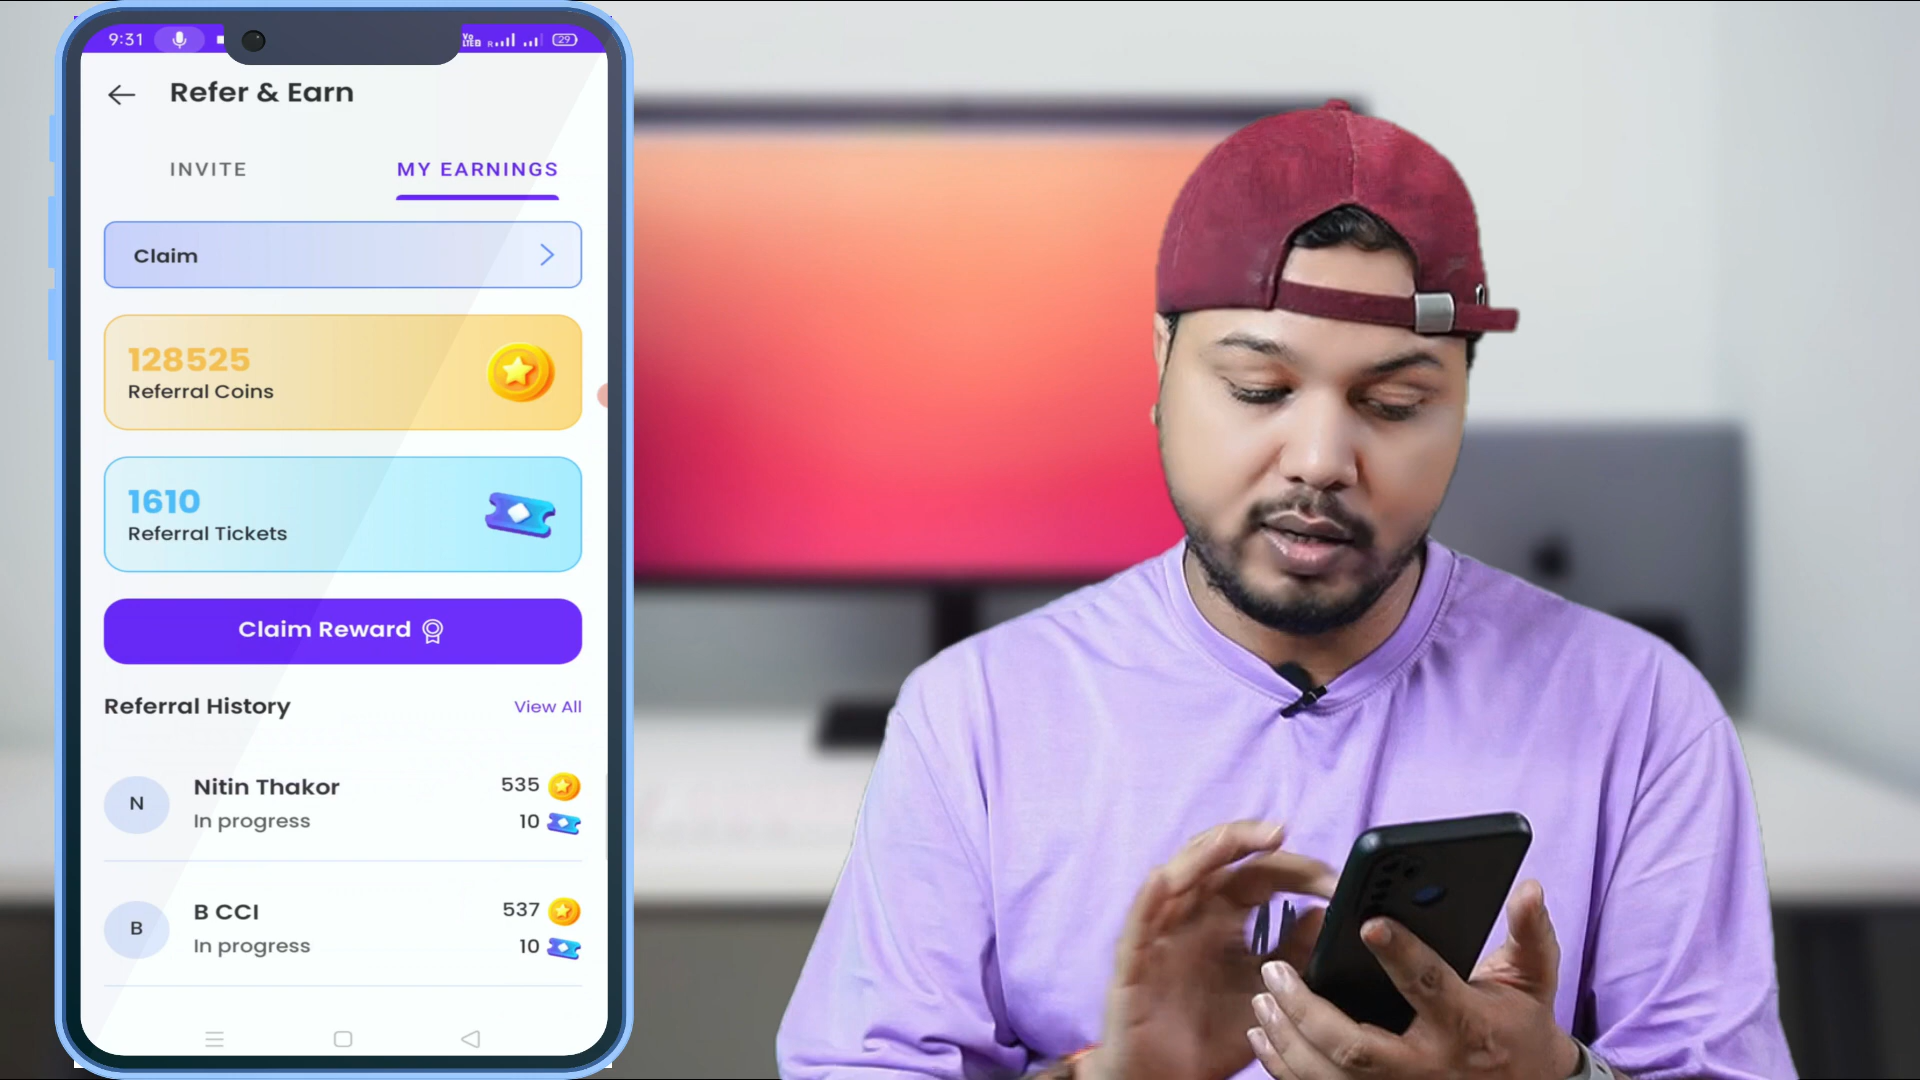 9:31
29
Refer & Earn
INVITE
MY EARNINGS
Claim
128525
Referral Coins
1610
Referral Tickets
Claim Reward
Referral History
View All
N
Nitin Thakor
535
In progress
10
B
B CCI
537
In progress
10